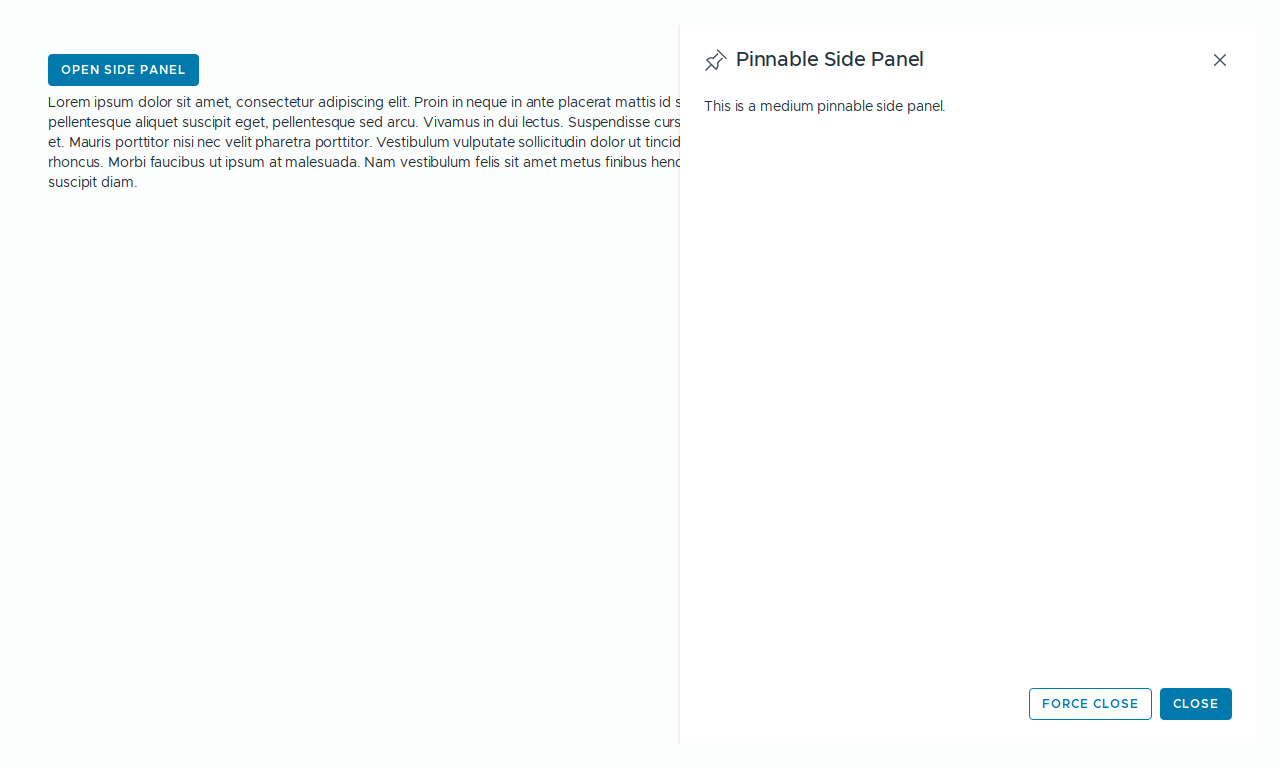 OPEN SIDE PANEL
Lorem ipsum dolor sit amet, consectetur adipiscing elit. Proin in neque in ante placerat mattis id
pellentesque aliquet suscipit eget, pellentesque sed arcu. Vivamus in dui lectus. Suspendisse
et. Mauris porttitor nisi nec velit pharetra porttitor. Vestibulum vulputate sollicitudin dolor ut
rhoncus. Morbi faucibus ut ipsum at malesuada. Nam vestibulum felis sit amet metus finibus
suscipit diam.
Pinnable Side Panel
This is a medium pinnable side panel.
FORCE CLOSE
CLOSE